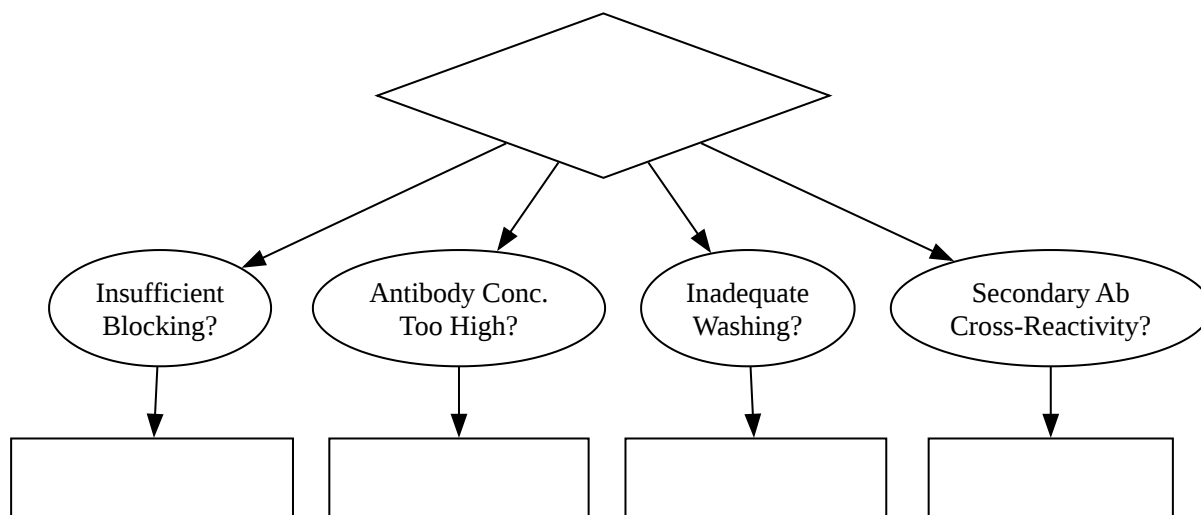 Insufficient
Blocking?
Antibody Conc.
Too High?
Inadequate
Washing?
Secondary Ab
Cross-Reactivity?